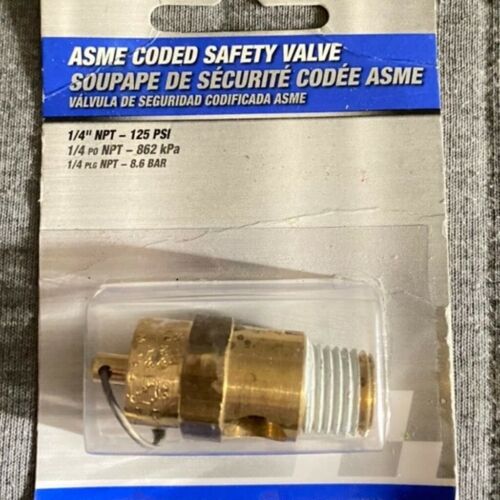 ASME CODED SAFETY VALVE
SOUPAPE DE SÉCURITÉ CODÉE ASME
VÁLVULA DE SEGURIDAD CODIFICADA ASME
1/4" NPT – 125 PSI
1/4 PO NPT – 862 kPa
1/4 PLG NPT – 8.6 BAR